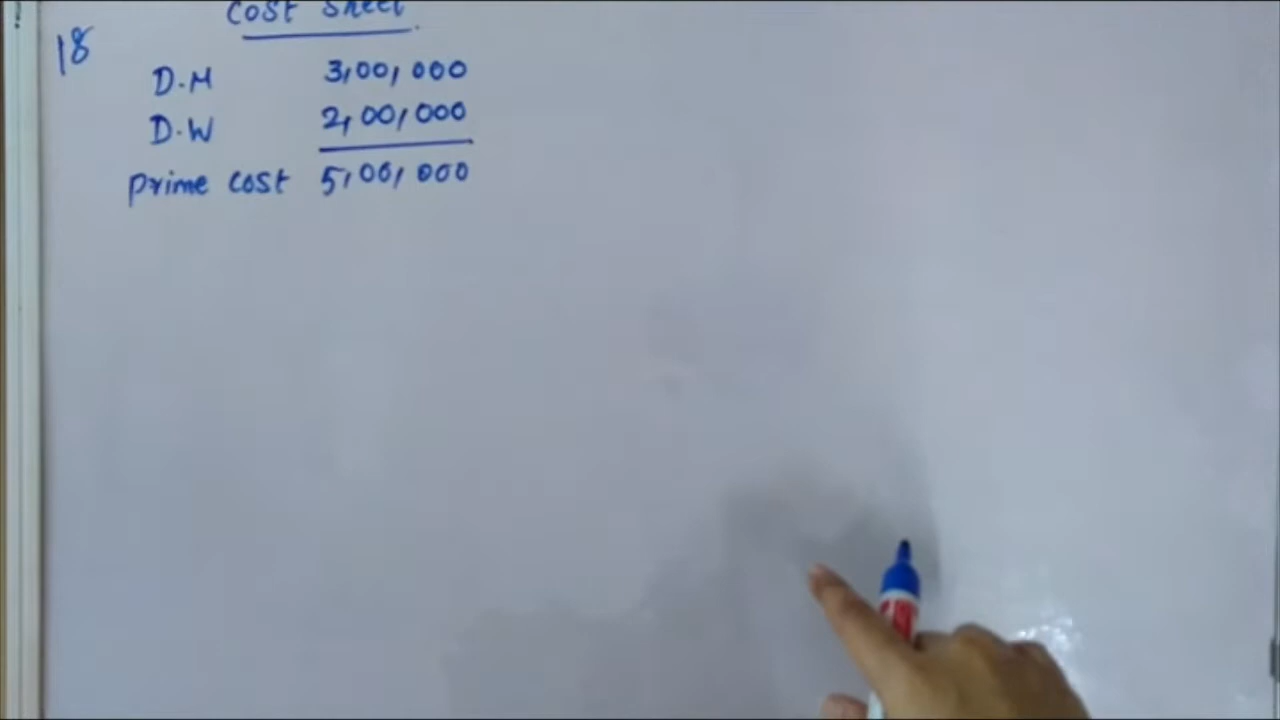 Cost Sheet
18
D.M 3,00,000
D.W 2,00,000
Prime cost 5,00,000